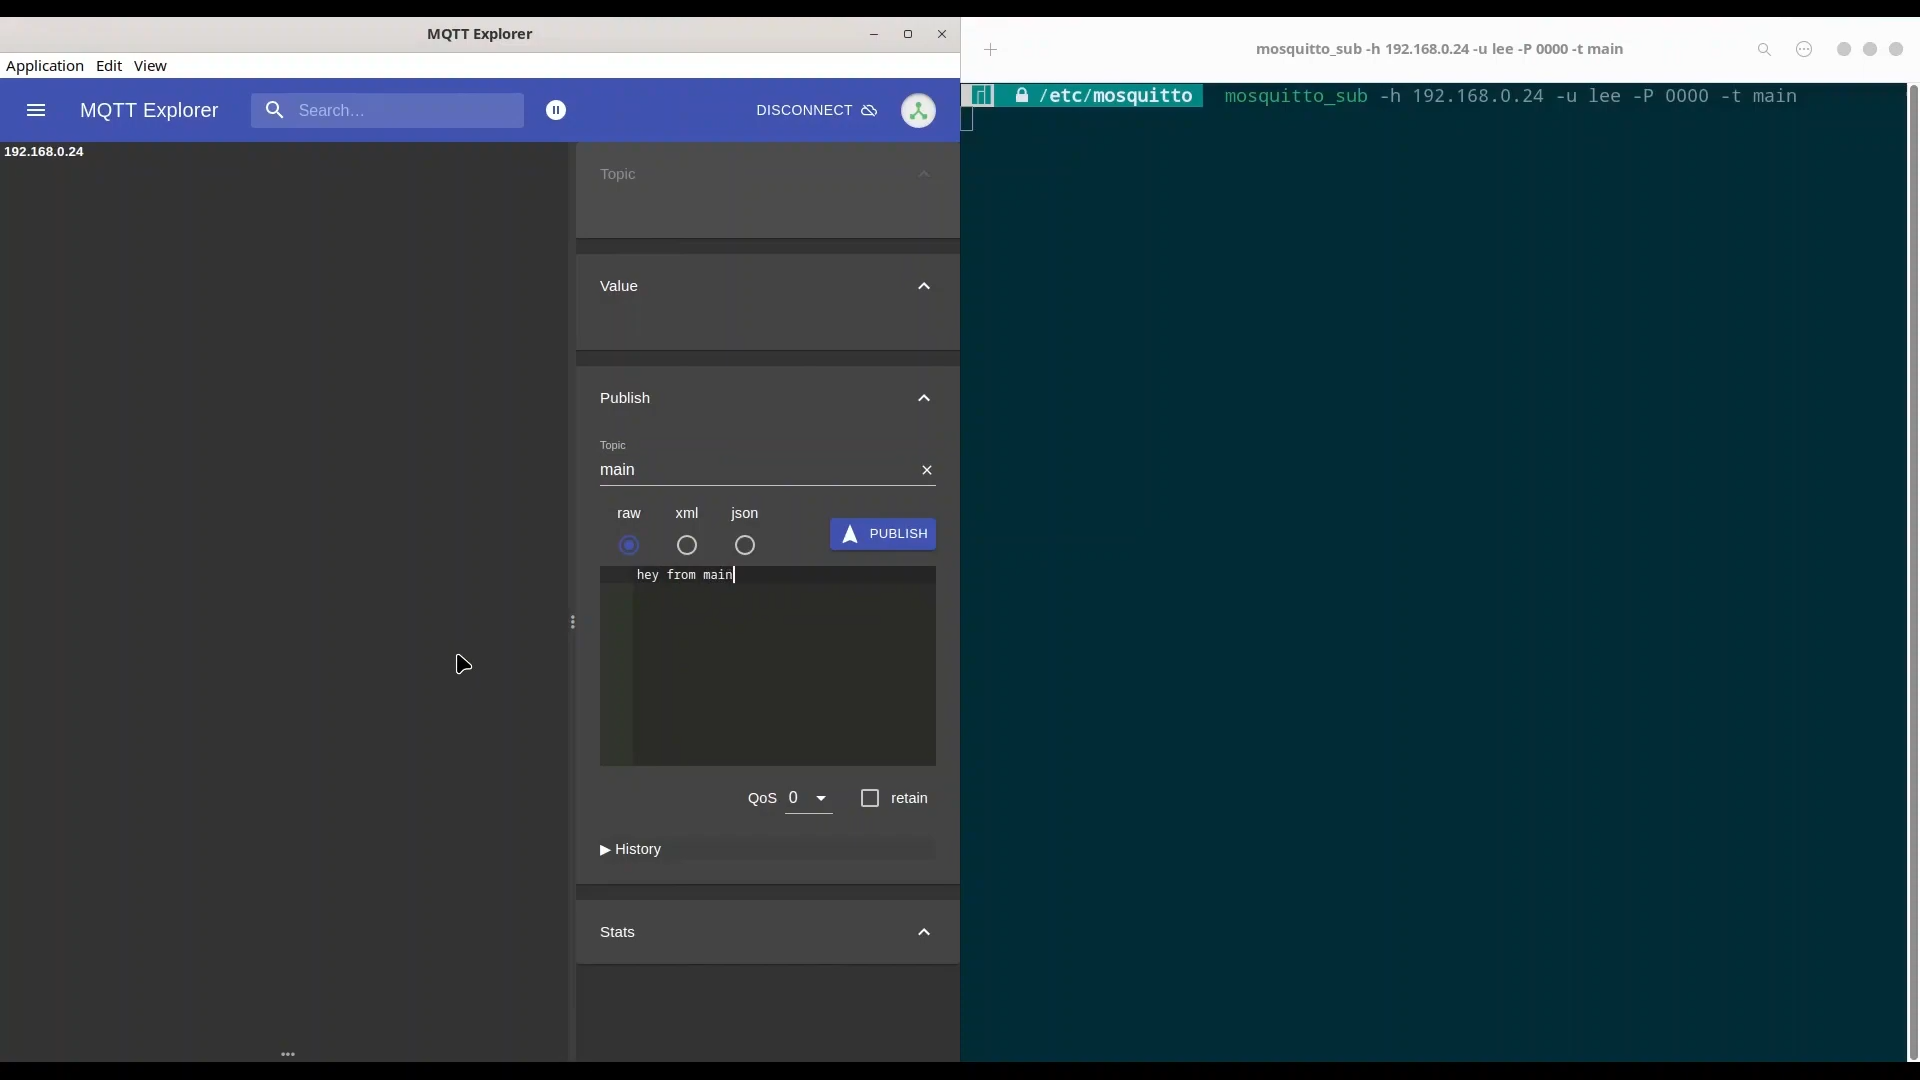 MQTT Explorer
Application Edit View
MQTT Explorer
Search...
DISCONNECT
192.168.0.24
Topic
Value
Publish
Topic
main
raw xml json
PUBLISH
hey from main
QoS 0 retain
▶ History
Stats
mosquitto_sub -h 192.168.0.24 -u lee -P 0000 -t main
/etc/mosquitto mosquitto_sub -h 192.168.0.24 -u lee -P 0000 -t main